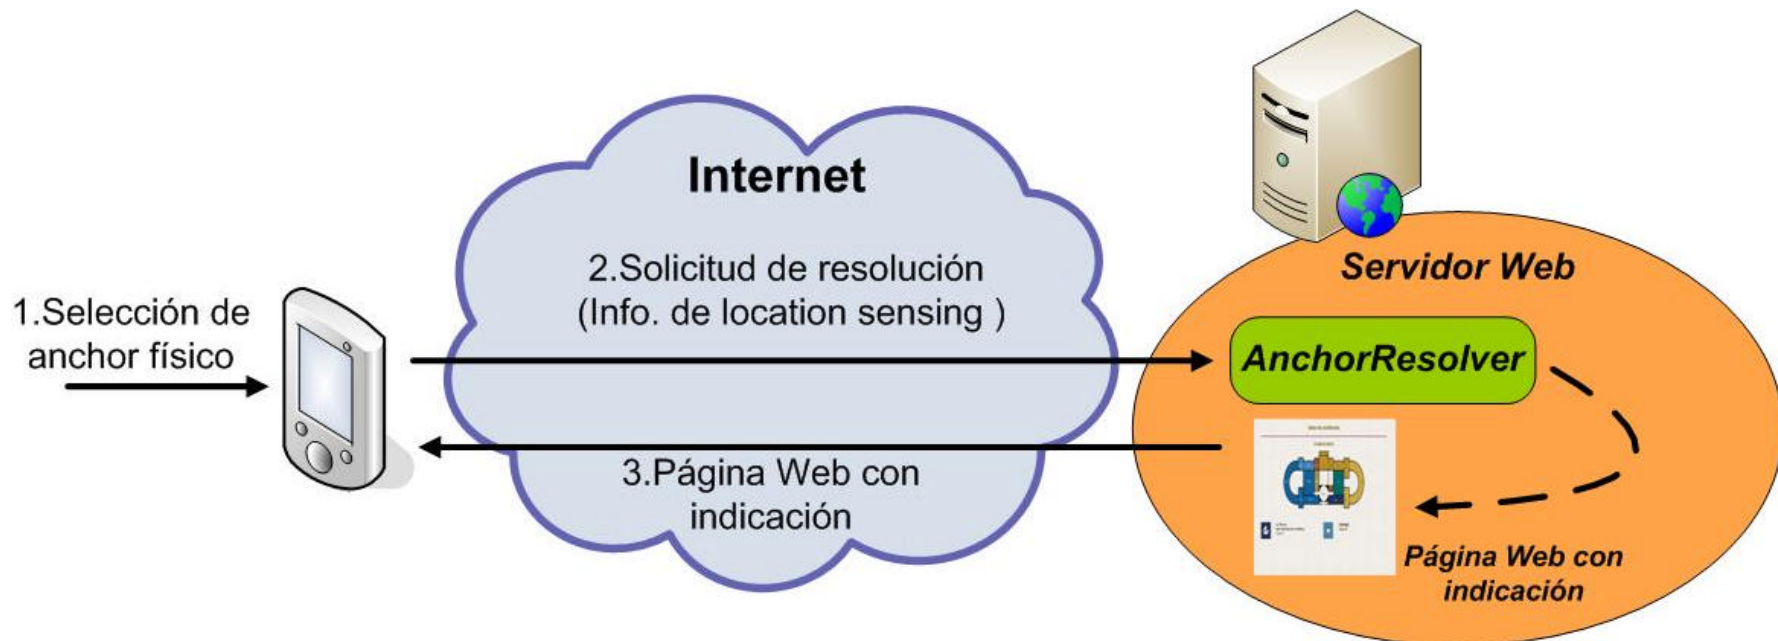 Internet
1.Selección de
anchor físico
2.Solicitud de resolución
(Info. de location sensing )
3.Página Web con
indicación
Servidor Web
AnchorResolver
Página Web con
indicación